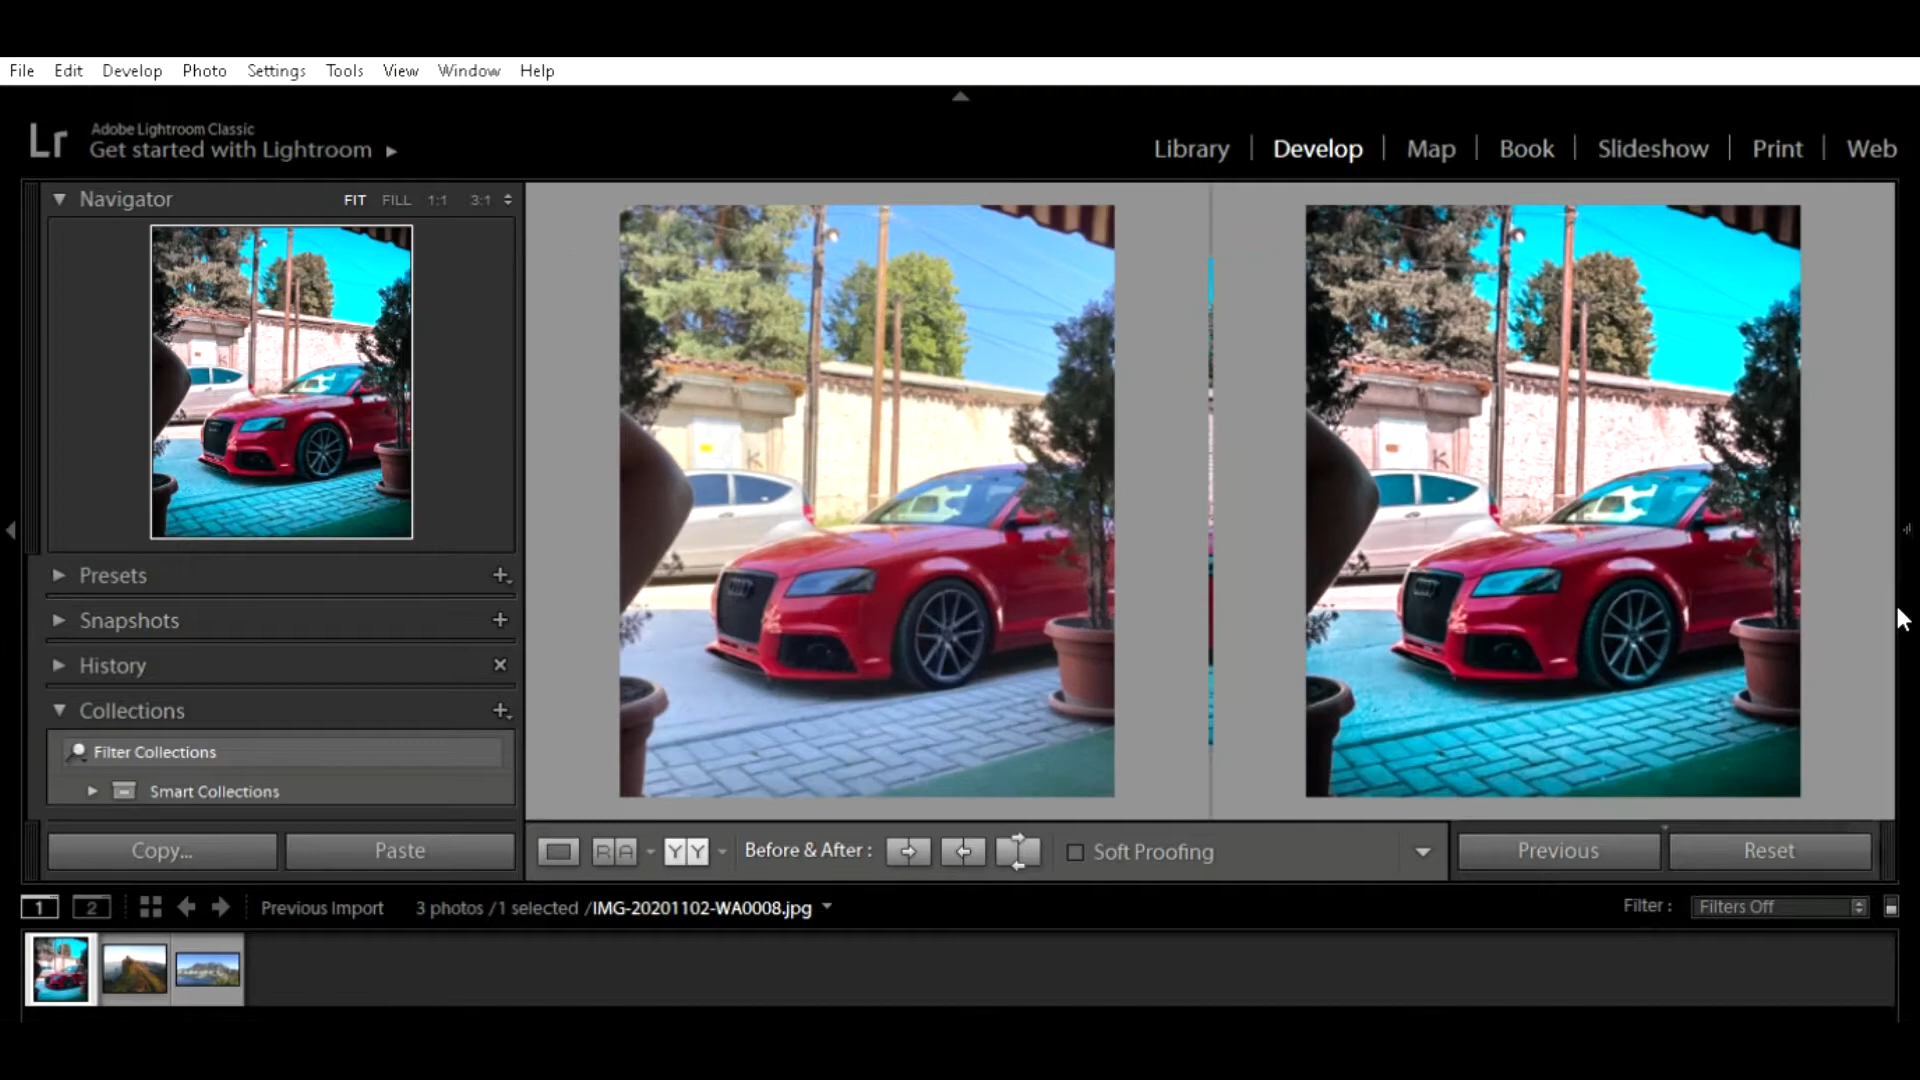 File Edit Develop Photo Settings Tools View Window Help
Lr
Adobe Lightroom Classic
Get started with Lightroom
Library Develop Map Book Slideshow Print Web
Navigator FIT FILL 1:1 3:1
Presets
Snapshots
History
Collections
Filter Collections
Smart Collections
Copy... Paste
R A Y Y Before & After : Soft Proofing
Previous Reset
1 2 Previous Import 3 photos /1 selected /IMG-20201102-WA0008.jpg Filter : Filters Off